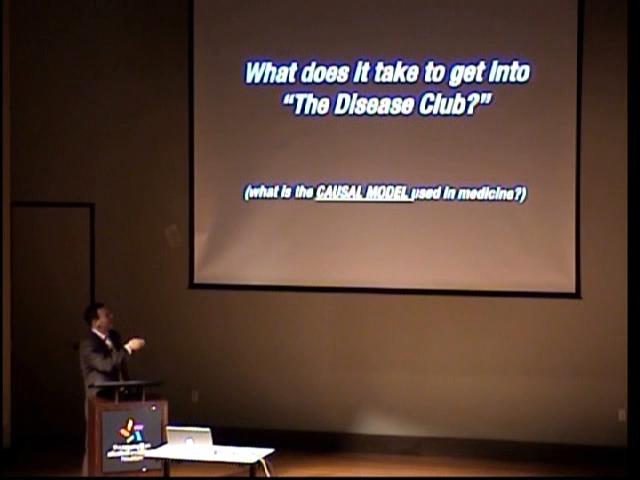 What does it take to get into
“The Disease Club?”
(what is the CAUSAL MODEL used in medicine?)